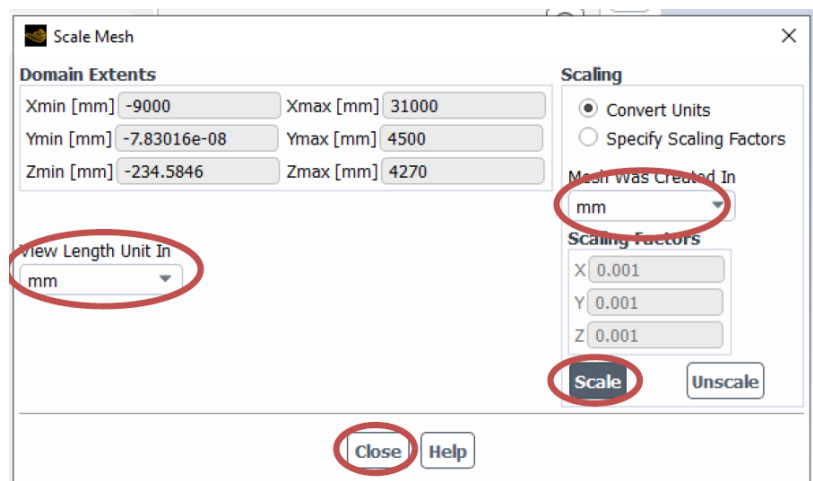 Scale Mesh
Domain Extents
Xmin [mm] -9000 Xmax [mm] 31000
Ymin [mm] -7.83016e-08 Ymax [mm] 4500
Zmin [mm] -234.5846 Zmax [mm] 4270
View Length Unit In
mm
Scaling
Convert Units
Specify Scaling Factors
Mesh Was Created In
mm
Scaling Factors
X 0.001
Y 0.001
Z 0.001
Scale Unscale
Close Help